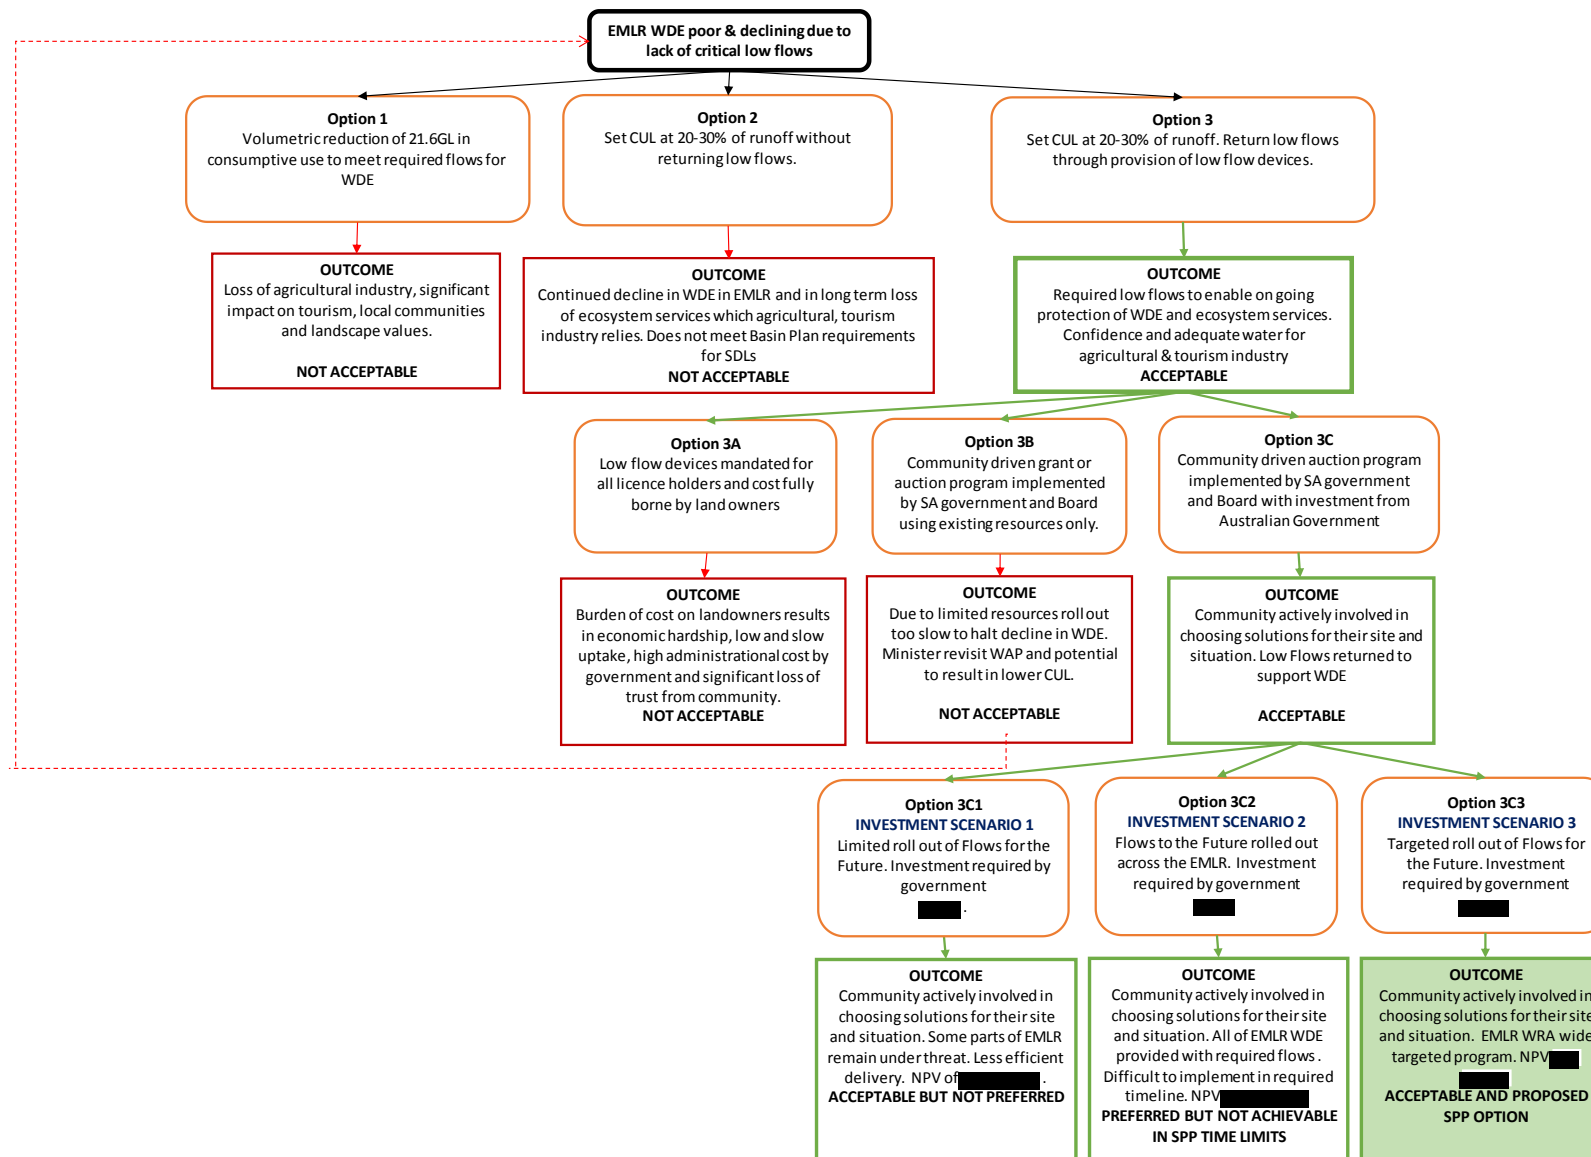 EMLR WDE poor & declining due to
lack of critical low flows
Option 1
Volumetric reduction of 21.6GL in
consumptive use to meet required flows for
WDE
Option 2
Set CUL at 20-30% of runoff without
returning low flows.
Option 3
Set CUL at 20-30% of runoff. Return low flows
through provision of low flow devices.
OUTCOME
Loss of agricultural industry, significant
impact on tourism, local communities
and landscape values.
NOT ACCEPTABLE
OUTCOME
Continued decline in WDE in EMLR and in long term loss
of ecosystem services which agricultural, tourism
industry relies. Does not meet Basin Plan requirements
for SDLs
NOT ACCEPTABLE
OUTCOME
Required low flows to enable on going
protection of WDE and ecosystem services.
Confidence and adequate water for
agricultural & tourism industry
ACCEPTABLE
Option 3A
Low flow devices mandated for
all licence holders and cost fully
borne by land owners
Option 3B
Community driven grant or
auction program implemented
by SA government and Board
using existing resources only.
Option 3C
Community driven auction program
implemented by SA government
and Board with investment from
Australian Government
OUTCOME
Burden of cost on landowners results
in economic hardship, low and slow
uptake, high administrational cost by
government and significant loss of
trust from community.
NOT ACCEPTABLE
OUTCOME
Due to limited resources roll out
too slow to halt decline in WDE.
Minister revisit WAP and potential
to result in lower CUL.
NOT ACCEPTABLE
OUTCOME
Community actively involved in
choosing solutions for their site and
situation. Low Flows returned to
support WDE
ACCEPTABLE
Option 3C1
INVESTMENT SCENARIO 1
Limited roll out of Flows for the
Future. Investment required by
government
.
Option 3C2
INVESTMENT SCENARIO 2
Flows to the Future rolled out
across the EMLR. Investment
required by government
Option 3C3
INVESTMENT SCENARIO 3
Targeted roll out of Flows for
the Future. Investment
required by government
OUTCOME
Community actively involved in
choosing solutions for their site
and situation. Some parts of EMLR
remain under threat. Less efficient
delivery. NPV of .
ACCEPTABLE BUT NOT PREFERRED
OUTCOME
Community actively involved in
choosing solutions for their site
and situation. All of EMLR WDE
provided with required flows .
Difficult to implement in required
timeline. NPV
PREFERRED BUT NOT ACHIEVABLE
IN SPP TIME LIMITS
OUTCOME
Community actively involved in
choosing solutions for their site
and situation. EMLR WRA wide
targeted program. NPV
ACCEPTABLE AND PROPOSED
SPP OPTION